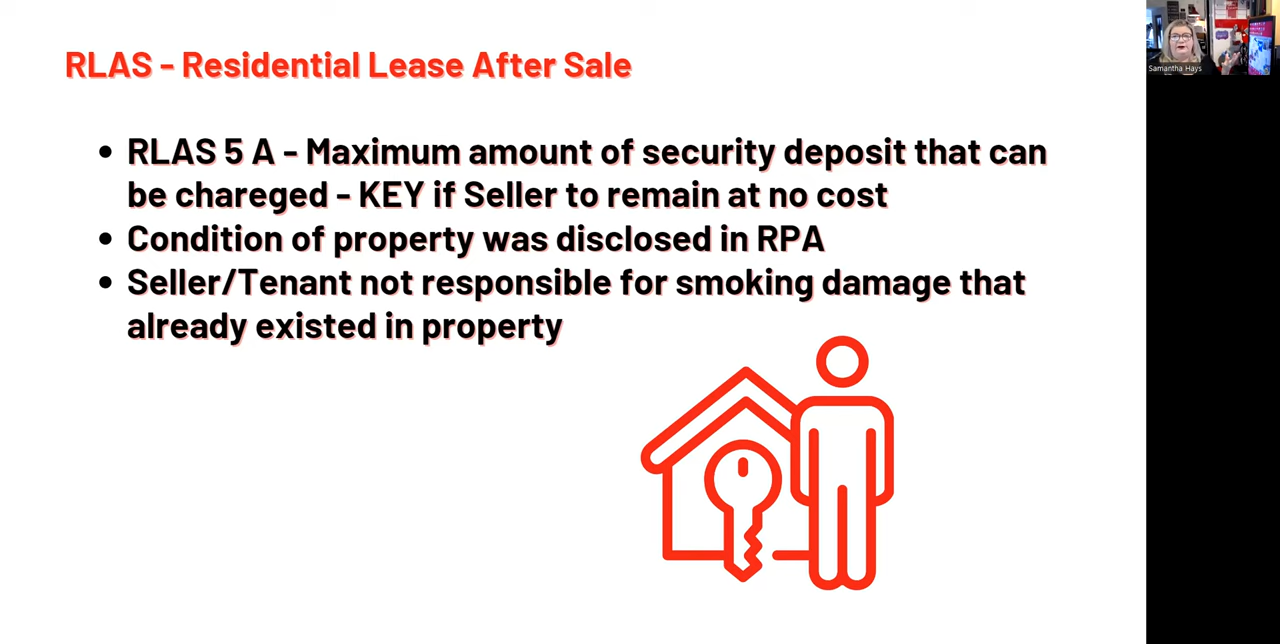 RLAS - Residential Lease After Sale
• RLAS 5 A - Maximum amount of security deposit that can
be chareged - KEY if Seller to remain at no cost
• Condition of property was disclosed in RPA
• Seller/Tenant not responsible for smoking damage that
already existed in property
Samantha Hays